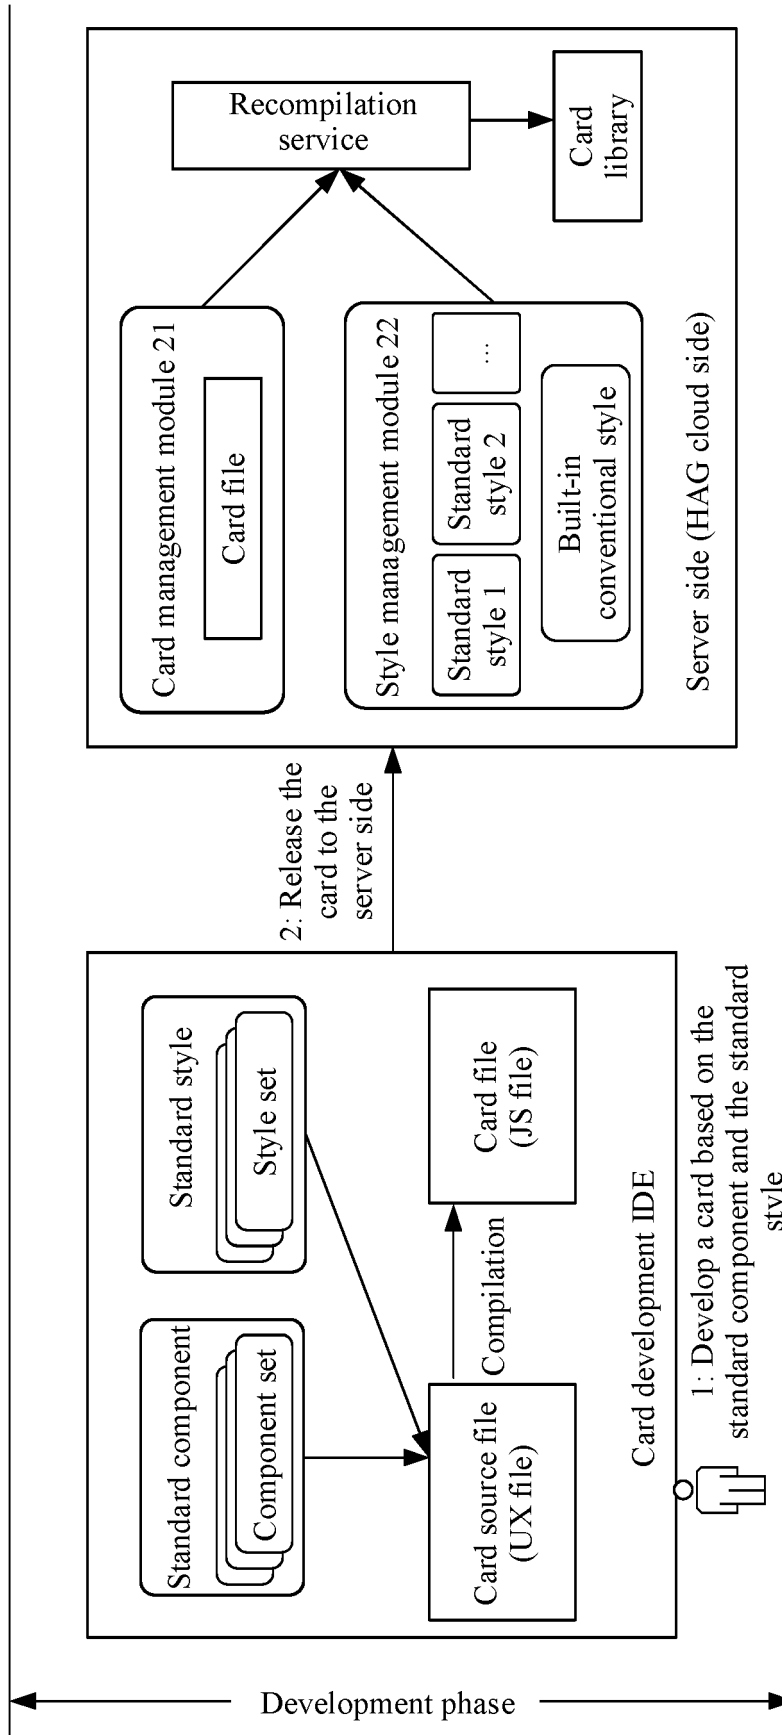 Development phase
Standard component
Component set
Standard style
Style set
Card source file
(UX file)
Compilation
Card file
(JS file)
Card development IDE
1: Develop a card based on the
standard component and the standard
style
2: Release the
card to the
server side
Card management module 21
Card file
Style management module 22
Standard
style 1
Standard
style 2
...
Built-in
conventional style
Recompilation
service
Card
library
Server side (HAG cloud side)